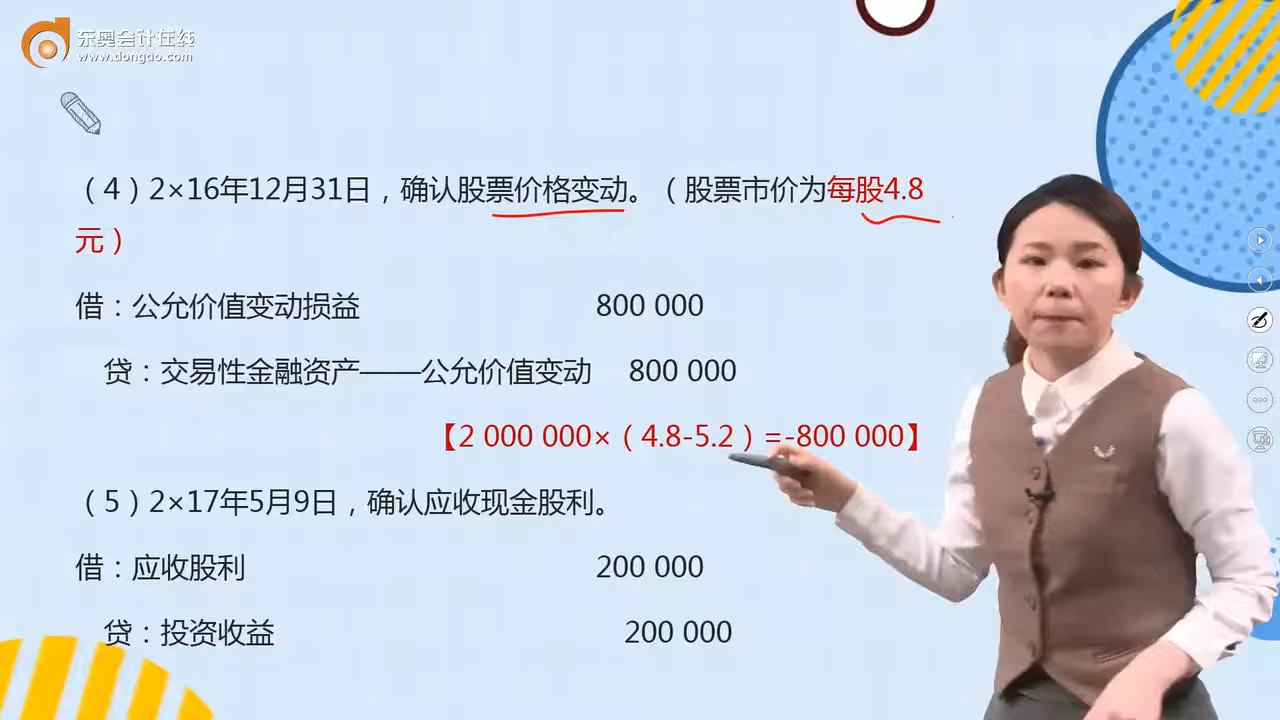 东奥会计在线
www.dongao.com
（4）2×16年12月31日，确认股票价格变动。（股票市价为每股4.8
元）
借：公允价值变动损益 800 000
贷：交易性金融资产——公允价值变动 800 000
【2 000 000×（4.8-5.2）=-800 000】
（5）2×17年5月9日，确认应收现金股利。
借：应收股利 200 000
贷：投资收益 200 000